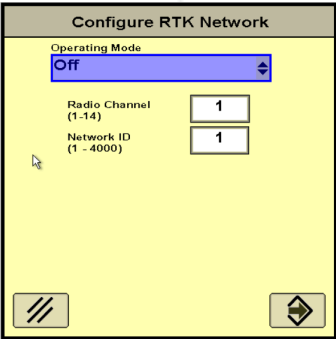 Configure RTK Network
Operating Mode
Off
Radio Channel
(1-14)
1
Network ID
(1 - 4000)
1